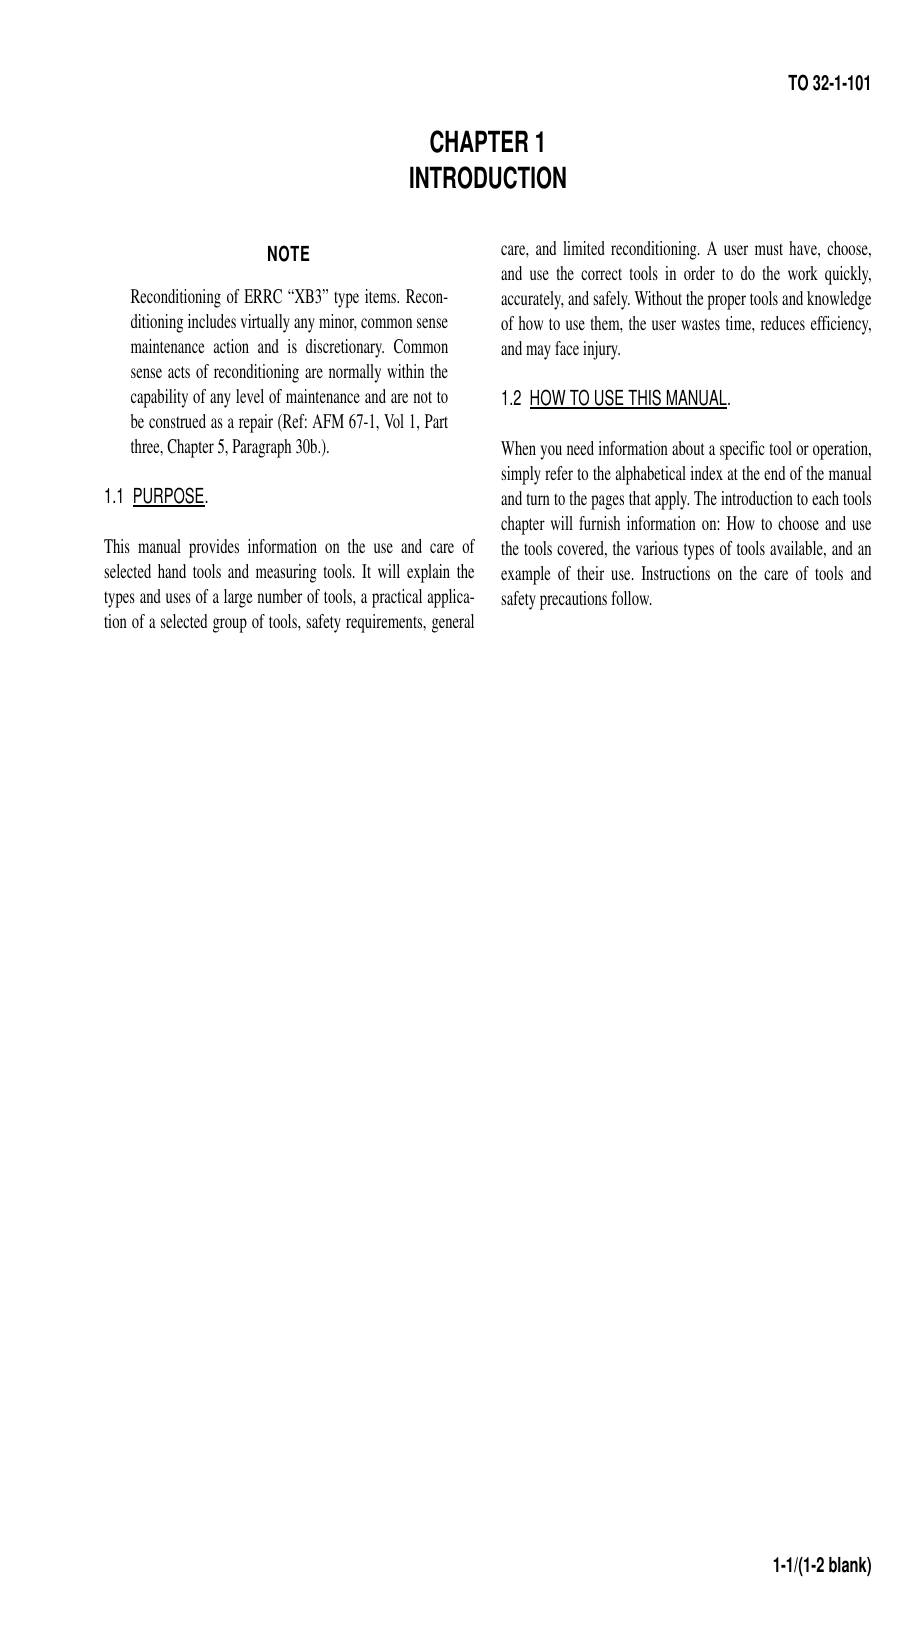 TO 32-1-101
CHAPTER 1
INTRODUCTION
NOTE
Reconditioning of ERRC “XB3” type items. Recon-
ditioning includes virtually any minor, common sense
maintenance action and is discretionary. Common
sense acts of reconditioning are normally within the
capability of any level of maintenance and are not to
be construed as a repair (Ref: AFM 67-1, Vol 1, Part
three, Chapter 5, Paragraph 30b.).
1.1 PURPOSE.
This manual provides information on the use and care of
selected hand tools and measuring tools. It will explain the
types and uses of a large number of tools, a practical applica-
tion of a selected group of tools, safety requirements, general
care, and limited reconditioning. A user must have, choose,
and use the correct tools in order to do the work quickly,
accurately, and safely. Without the proper tools and knowledge
of how to use them, the user wastes time, reduces efficiency,
and may face injury.
1.2 HOW TO USE THIS MANUAL.
When you need information about a specific tool or operation,
simply refer to the alphabetical index at the end of the manual
and turn to the pages that apply. The introduction to each tools
chapter will furnish information on: How to choose and use
the tools covered, the various types of tools available, and an
example of their use. Instructions on the care of tools and
safety precautions follow.
1-1/(1-2 blank)